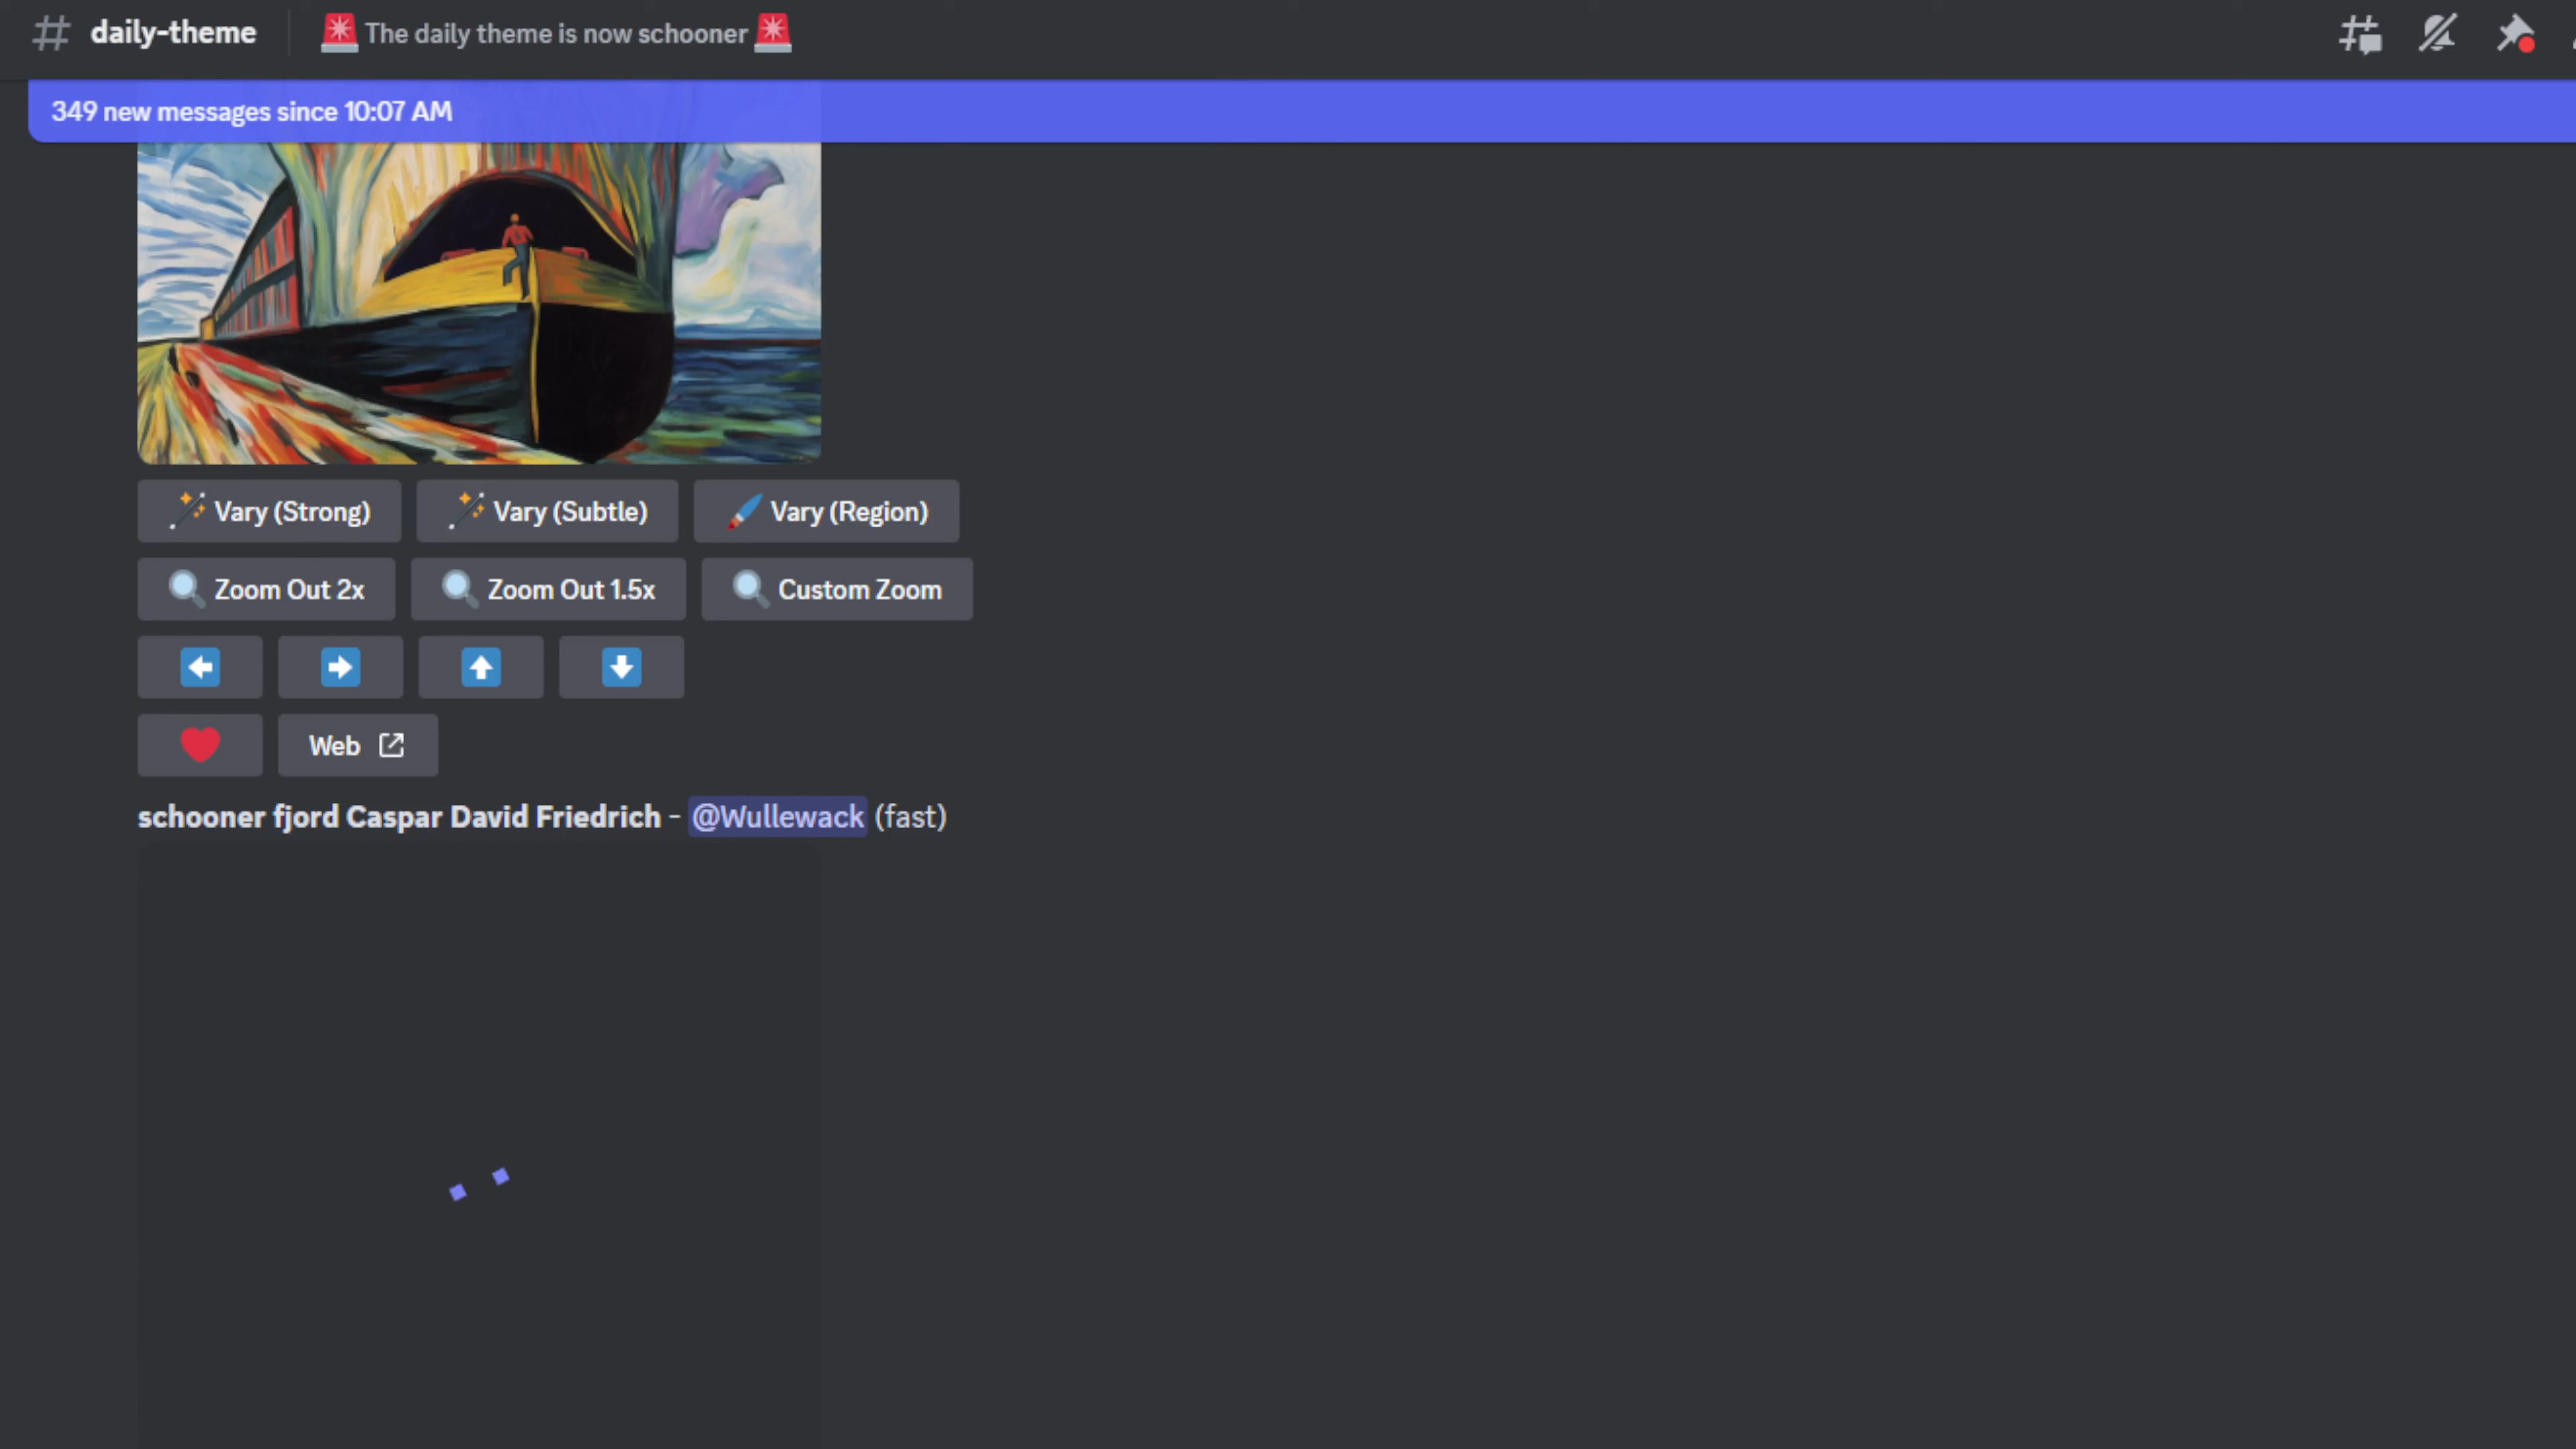 daily-theme
The daily theme is now schooner
349 new messages since 10:07 AM
Vary (Strong)
Vary (Subtle)
Vary (Region)
Zoom Out 2x
Zoom Out 1.5x
Custom Zoom
Web
schooner fjord Caspar David Friedrich - @Wullewack (fast)